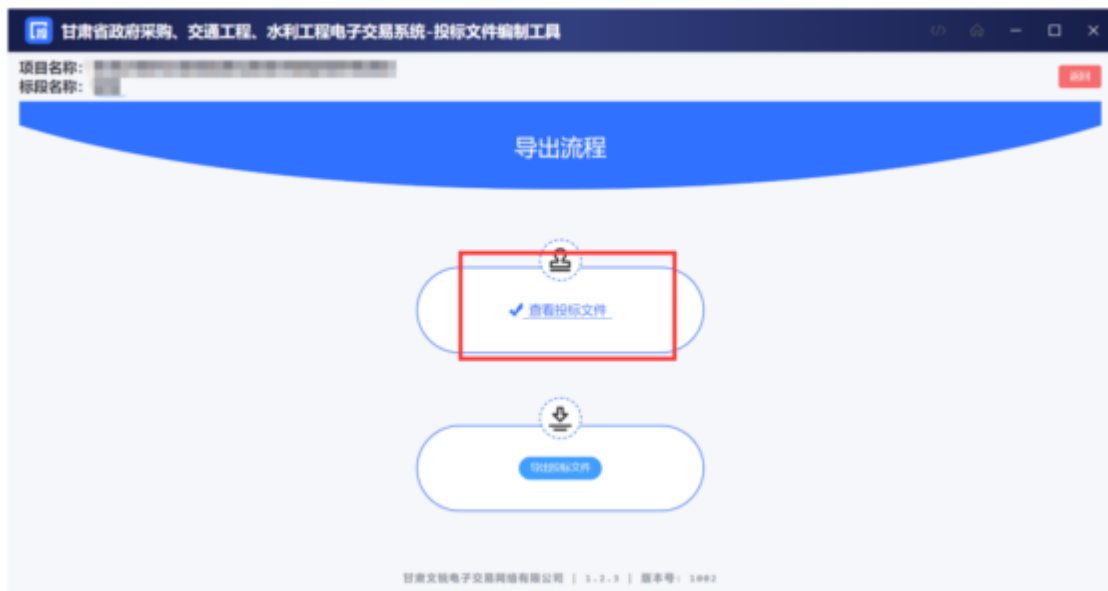 甘肃省政府采购、交通工程、水利工程电子交易系统-投标文件编制工具
项目名称：
标段名称：
返回
导出流程
查看投标文件
导出投标文件
甘肃文锐电子交易网络有限公司 | 1.2.3 | 版本号: 1002